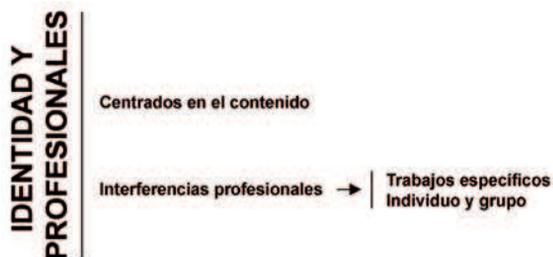 IDENTIDAD Y
PROFESIONALES
Centrados en el contenido
Interferencias profesionales → Trabajos específicos
Individuo y grupo